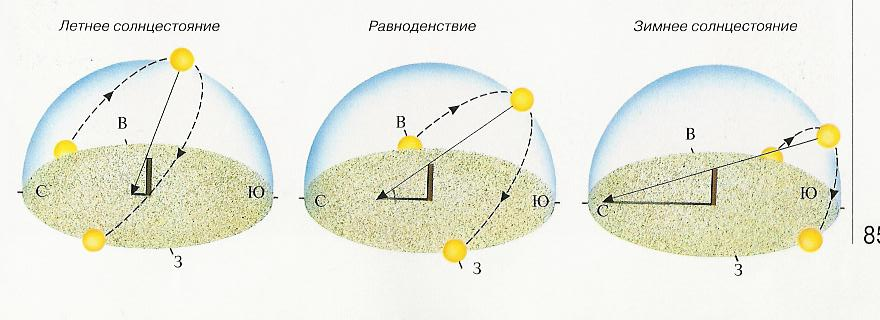 Летнее солнцестояние
В
С
Ю
З
Равноденствие
В
С
Ю
З
Зимнее солнцестояние
В
С
Ю
З
85